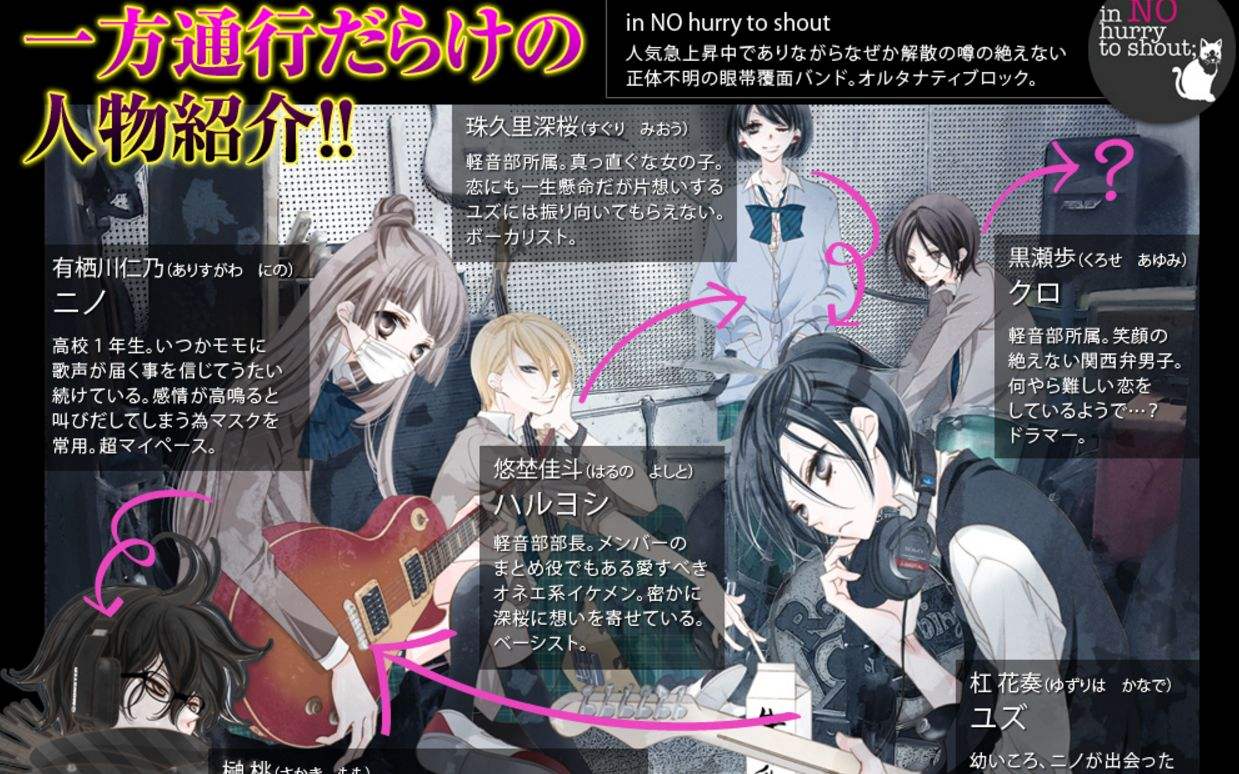 一方通行だらけの
人物紹介!!
in NO hurry to shout
人気急上昇中でありながらなぜか解散の噂の絶えない
正体不明の眼帯覆面バンド。オルタナティブロック。
in NO
hurry
to shout;
珠久里深桜(すぐり みおう)
軽音部所属。真っ直ぐな女の子。
恋にも一生懸命だが片想いする
ユズには振り向いてもらえない。
ボーカリスト。
?
有栖川仁乃(ありすがわ にの)
ニノ
高校1年生。いつかモモに
歌声が届く事を信じてうたい
続けている。感情が高鳴ると
叫びだしてしまう為マスクを
常用。超マイペース。
黒瀬歩(くろせ あゆみ)
クロ
軽音部所属。笑顔の
絶えない関西弁男子。
何やら難しい恋を
しているようで…?
ドラマー。
悠埜佳斗(はるの よしと)
ハルヨシ
軽音部部長。メンバーの
まとめ役でもある愛すべき
オネエ系イケメン。密かに
深桜に想いを寄せている。
ベーシスト。
SONY
杠 花奏(ゆずりは かなで)
ユズ
幼いころ、ニノが出会った
榊 桃(さかき もも)